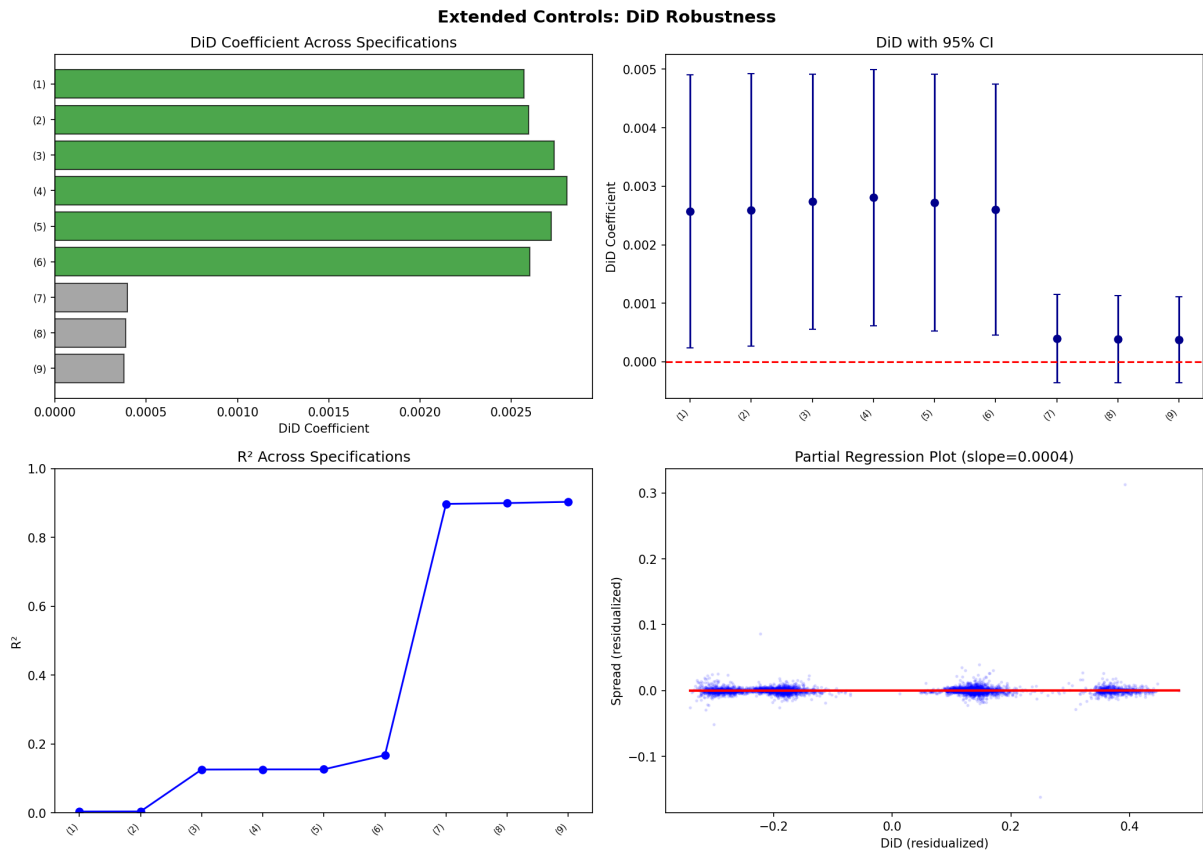 Extended Controls: DiD Robustness
DiD Coefficient Across Specifications
(1)
(2)
(3)
(4)
(5)
(6)
(7)
(8)
(9)
0.0000 0.0005 0.0010 0.0015 0.0020 0.0025
DiD Coefficient
DiD with 95% CI
DiD Coefficient
0.005
0.004
0.003
0.002
0.001
0.000
(1) (2) (3) (4) (5) (6) (7) (8) (9)
R² Across Specifications
R²
1.0
0.8
0.6
0.4
0.2
0.0
(1) (2) (3) (4) (5) (6) (7) (8) (9)
Partial Regression Plot (slope=0.0004)
Spread (residualized)
0.3
0.2
0.1
0.0
−0.1
−0.2 0.0 0.2 0.4
DiD (residualized)